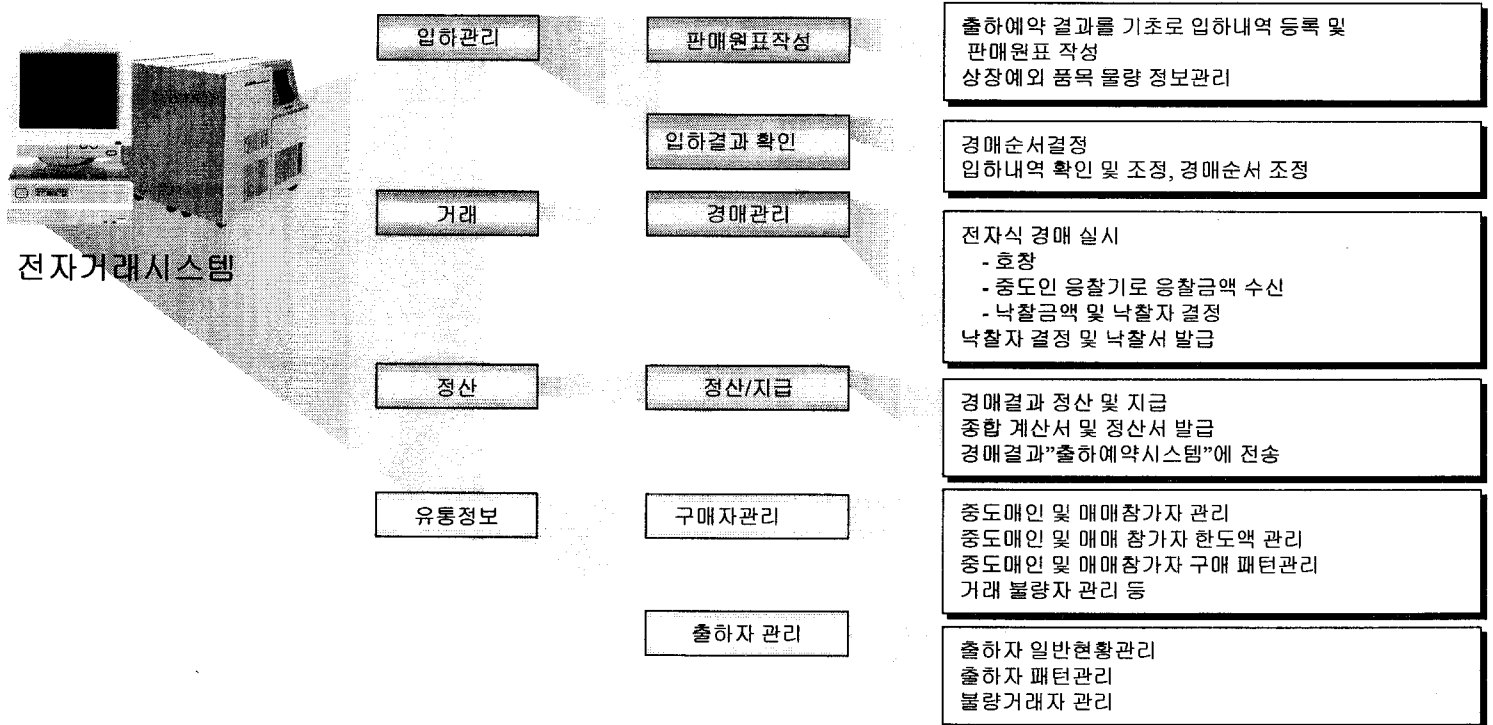 전자거래시스템
입하관리
거래
정산
유통정보
판매원표작성
입하결과 확인
경매관리
정산/지급
구매자관리
출하자 관리
출하예약 결과를 기초로 입하내역 등록 및
판매원표 작성
상장예외 품목 물량 정보관리
경매순서결정
입하내역 확인 및 조정, 경매순서 조정
전자식 경매 실시
- 호창
- 중도인 응찰기로 응찰금액 수신
- 낙찰금액 및 낙찰자 결정
낙찰자 결정 및 낙찰서 발급
경매결과 정산 및 지급
종합 계산서 및 정산서 발급
경매결과”출하예약시스템”에 전송
중도매인 및 매매참가자 관리
중도매인 및 매매 참가자 한도액 관리
중도매인 및 매매참가자 구매 패턴관리
거래 불량자 관리 등
출하자 일반현황관리
출하자 패턴관리
불량거래자 관리